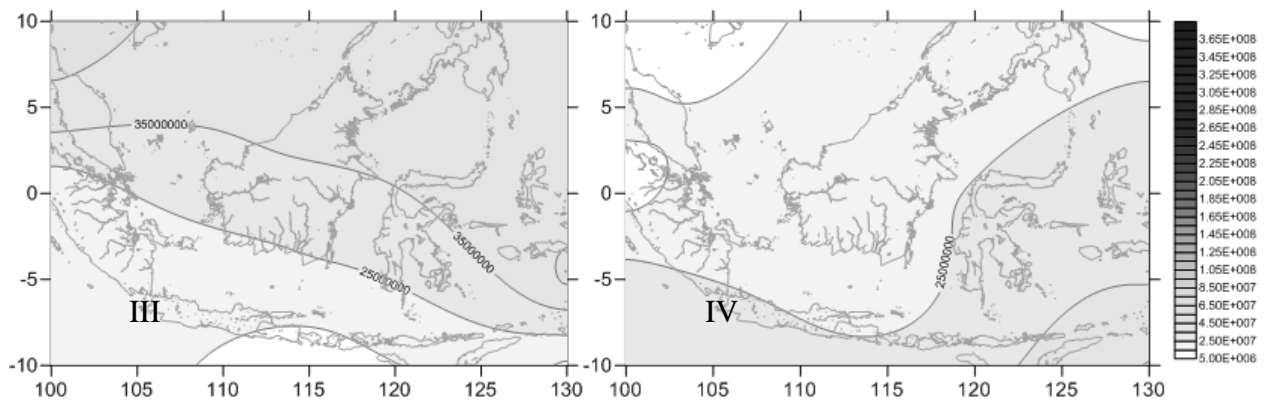 10
5
0
-5
-10
100 105 110 115 120 125 130
35000000
35000000
25000000
III
10
5
0
-5
-10
100 105 110 115 120 125 130
25000000
IV
3.65E+008
3.45E+008
3.25E+008
3.05E+008
2.85E+008
2.65E+008
2.45E+008
2.25E+008
2.05E+008
1.85E+008
1.65E+008
1.45E+008
1.25E+008
1.05E+008
8.50E+007
6.50E+007
4.50E+007
2.50E+007
5.00E+006